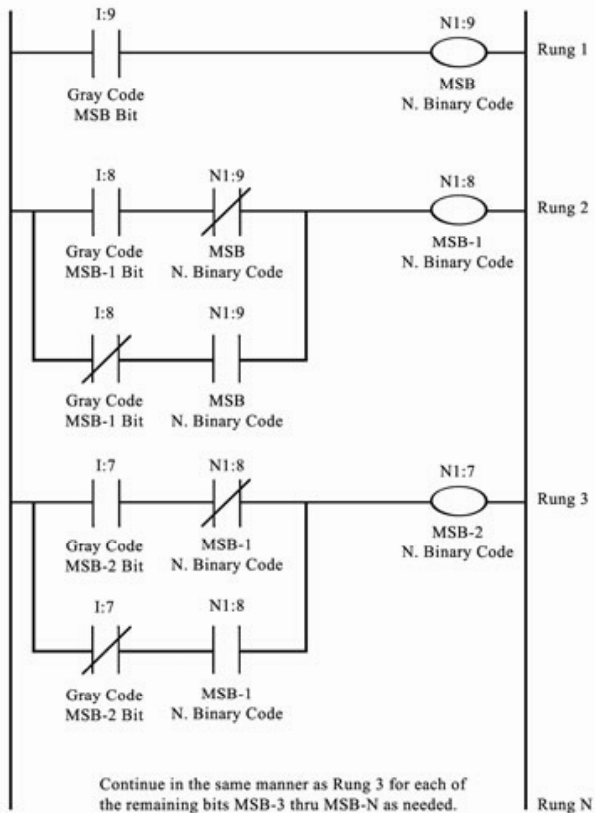 I:9
N1:9
Rung 1
Gray Code
MSB Bit
MSB
N. Binary Code
I:8
N1:9
N1:8
Rung 2
Gray Code
MSB-1 Bit
MSB
N. Binary Code
MSB-1
N. Binary Code
I:8
N1:9
Gray Code
MSB-1 Bit
MSB
N. Binary Code
I:7
N1:8
N1:7
Rung 3
Gray Code
MSB-2 Bit
MSB-1
N. Binary Code
MSB-2
N. Binary Code
I:7
N1:8
Gray Code
MSB-2 Bit
MSB-1
N. Binary Code
Continue in the same manner as Rung 3 for each of
the remaining bits MSB-3 thru MSB-N as needed.
Rung N